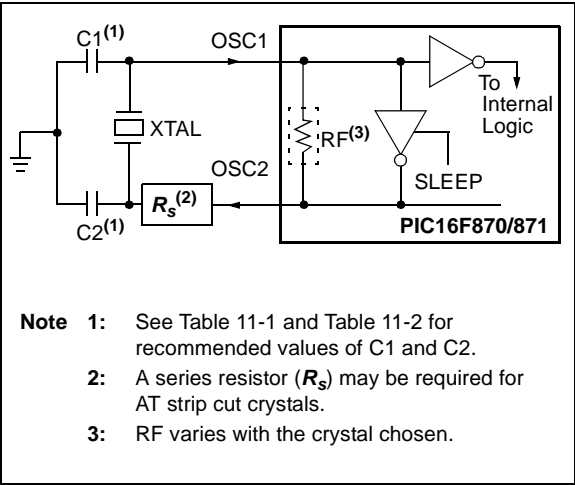 C1(1)
OSC1
To
Internal
Logic
XTAL
RF(3)
OSC2
SLEEP
Rs(2)
C2(1)
PIC16F870/871
Note 1: See Table 11-1 and Table 11-2 for
recommended values of C1 and C2.
2: A series resistor (Rs) may be required for
AT strip cut crystals.
3: RF varies with the crystal chosen.